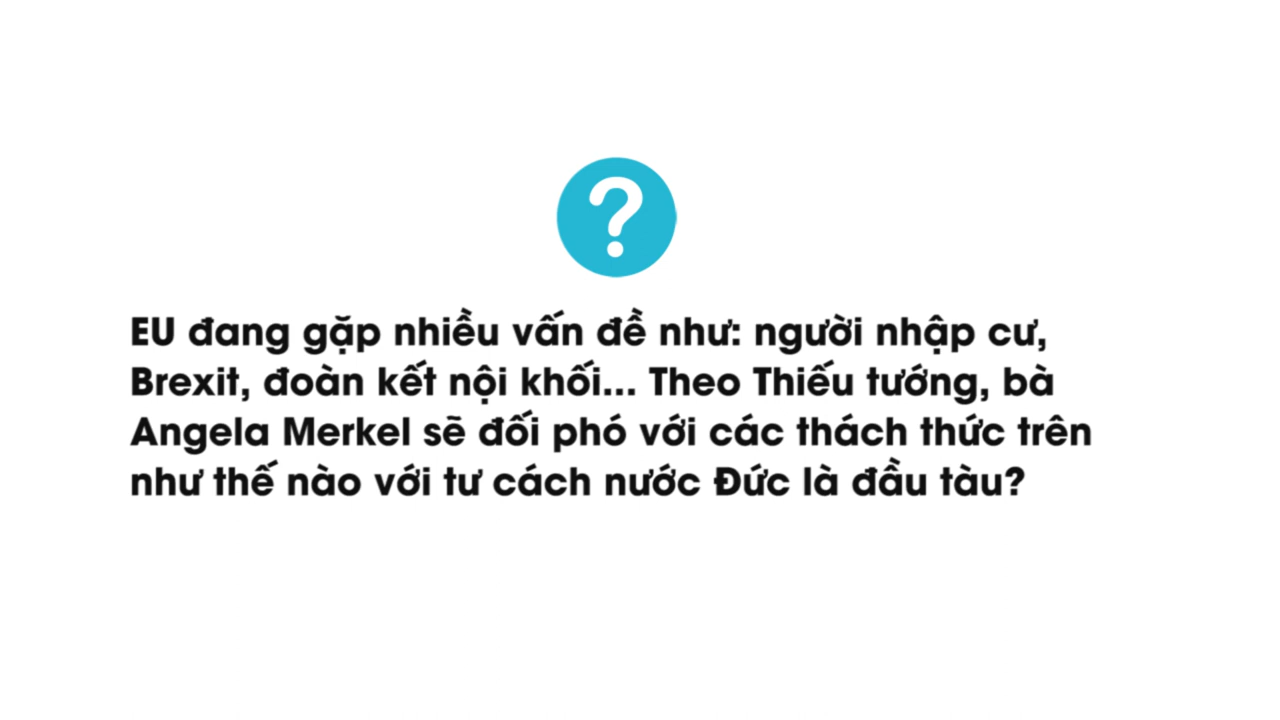 EU đang gặp nhiều vấn đề như: người nhập cư,
Brexit, đoàn kết nội khối... Theo Thiếu tướng, bà
Angela Merkel sẽ đối phó với các thách thức trên
như thế nào với tư cách nước Đức là đầu tàu?